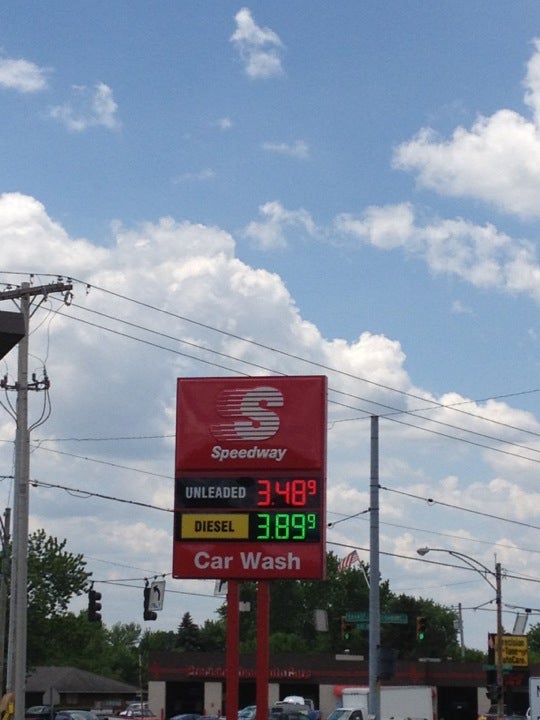 S
Speedway
UNLEADED 3.48 9
DIESEL 3.89 9
Car Wash